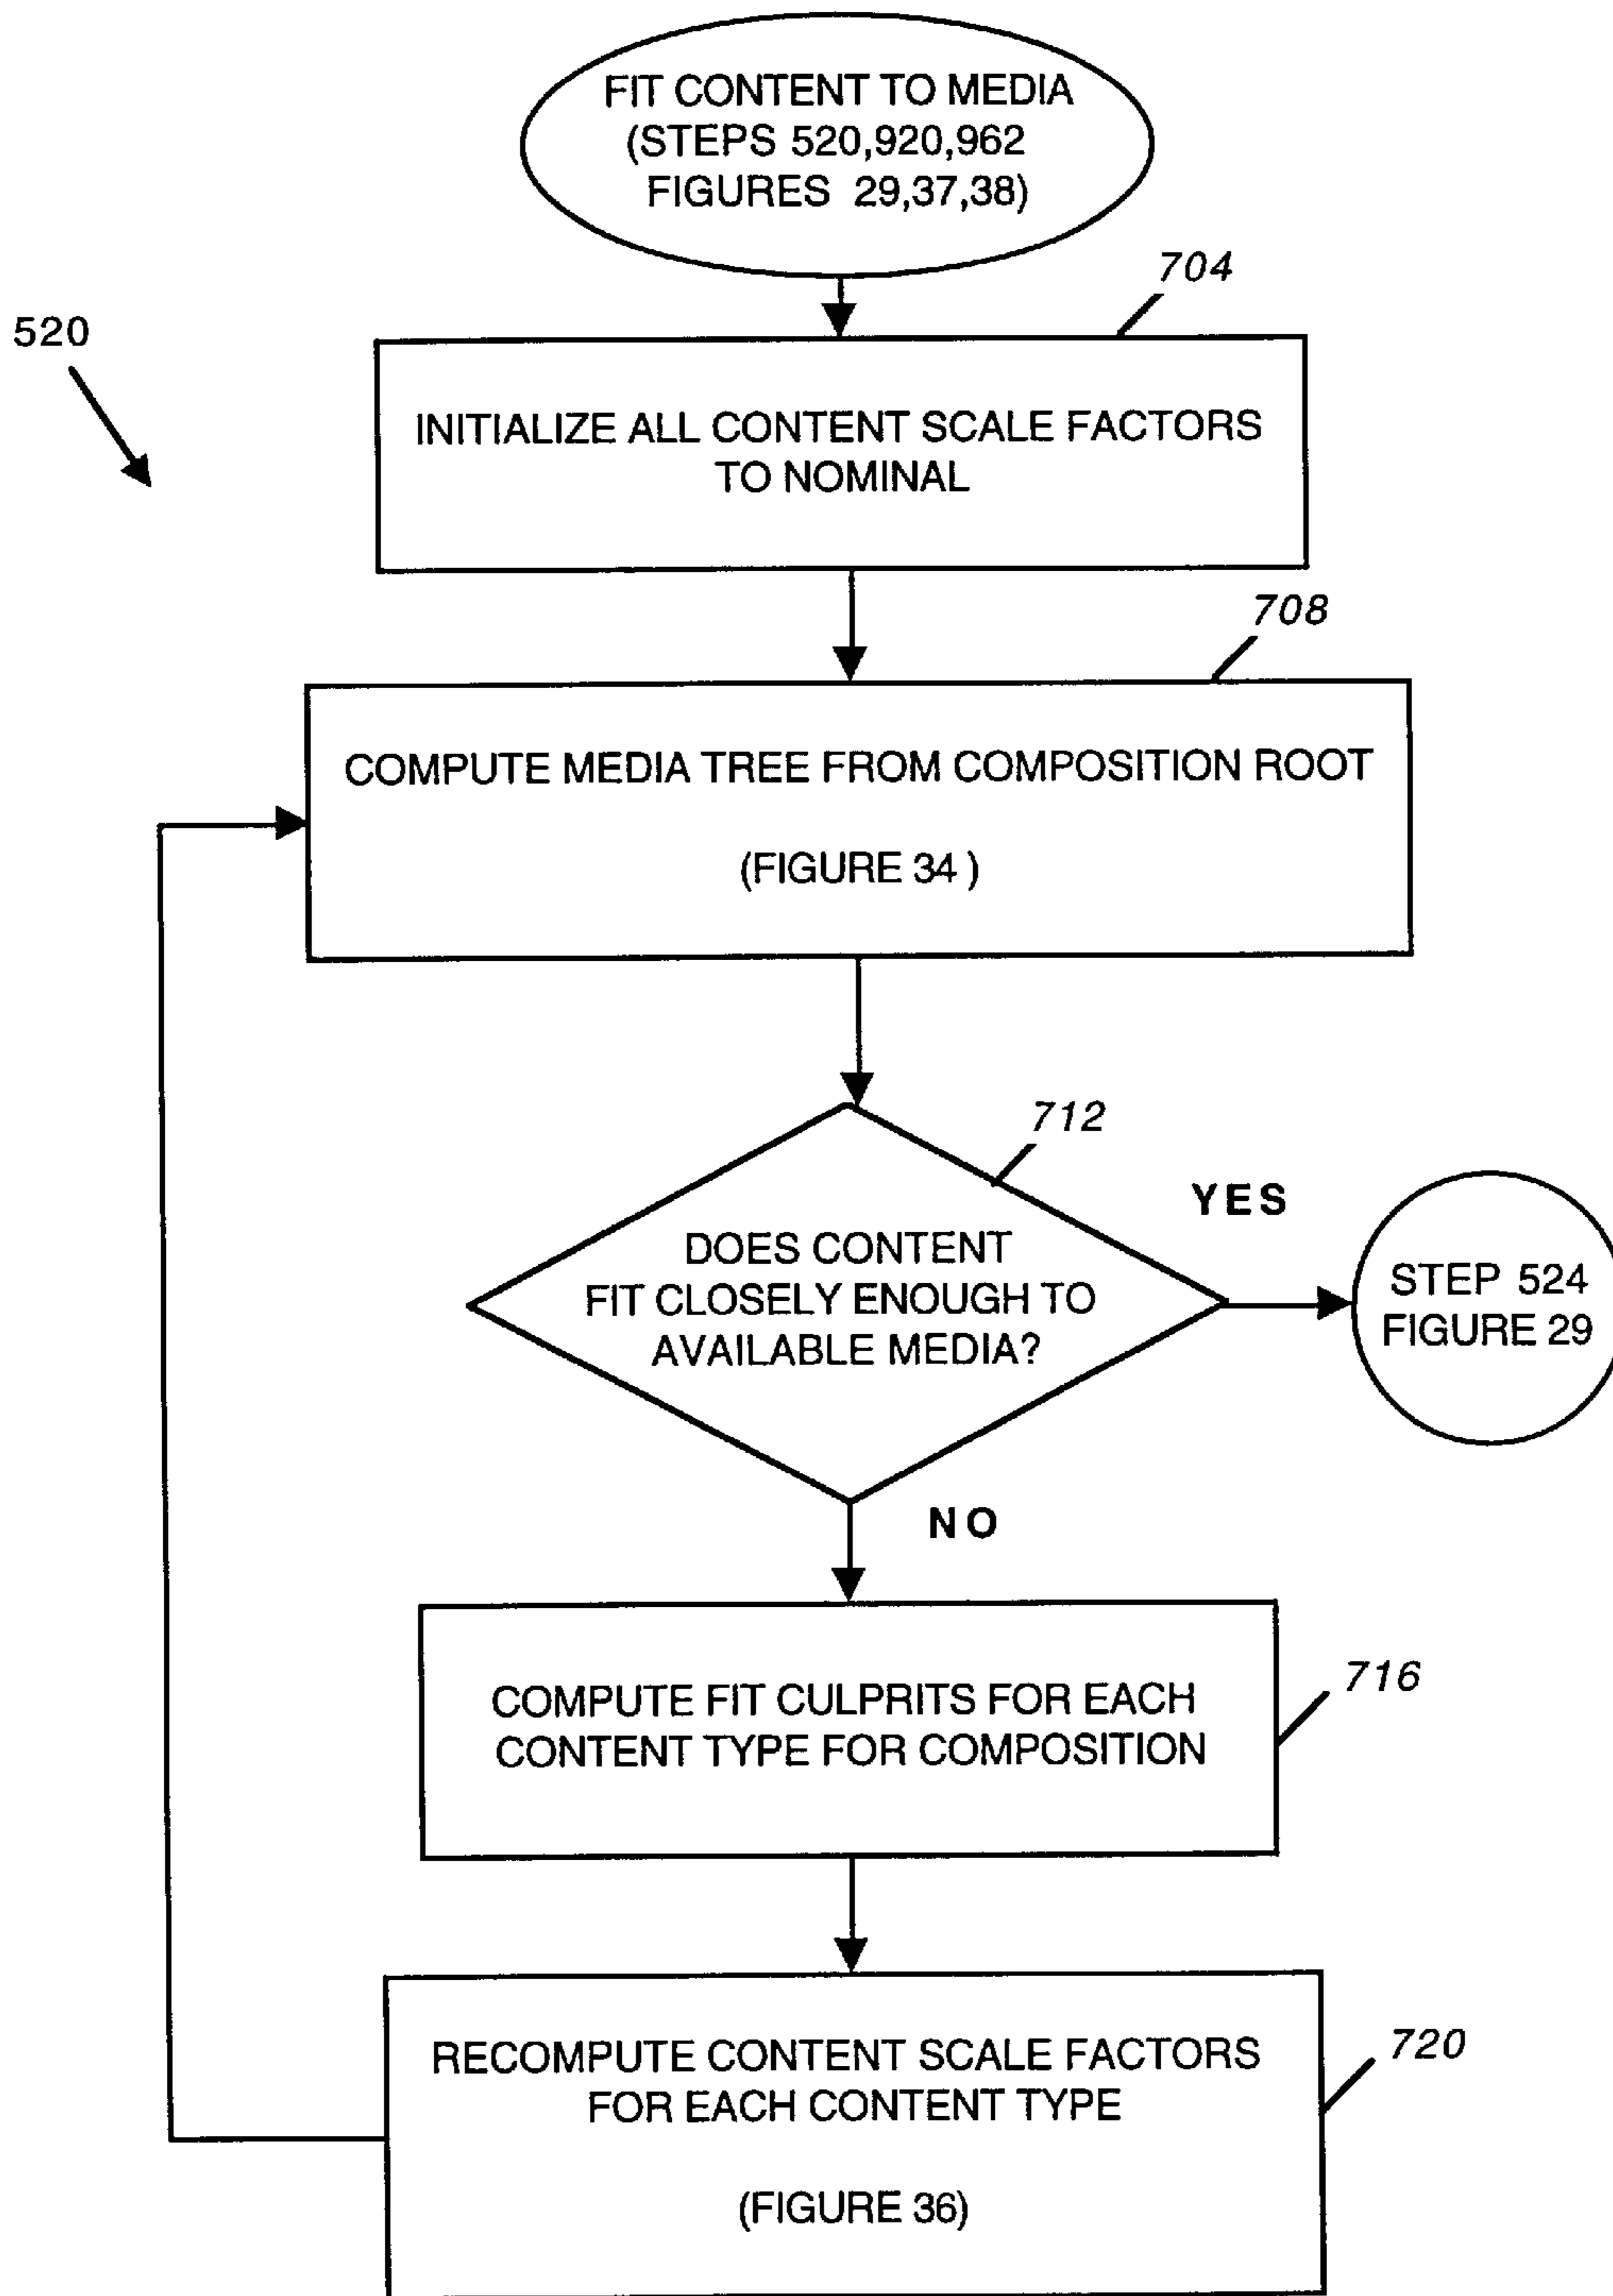 FIT CONTENT TO MEDIA
(STEPS 520,920,962
FIGURES 29,37,38)
704
520
INITIALIZE ALL CONTENT SCALE FACTORS
TO NOMINAL
708
COMPUTE MEDIA TREE FROM COMPOSITION ROOT
(FIGURE 34 )
712
YES
DOES CONTENT
FIT CLOSELY ENOUGH TO
AVAILABLE MEDIA?
STEP 524
FIGURE 29
NO
716
COMPUTE FIT CULPRITS FOR EACH
CONTENT TYPE FOR COMPOSITION
720
RECOMPUTE CONTENT SCALE FACTORS
FOR EACH CONTENT TYPE
(FIGURE 36)